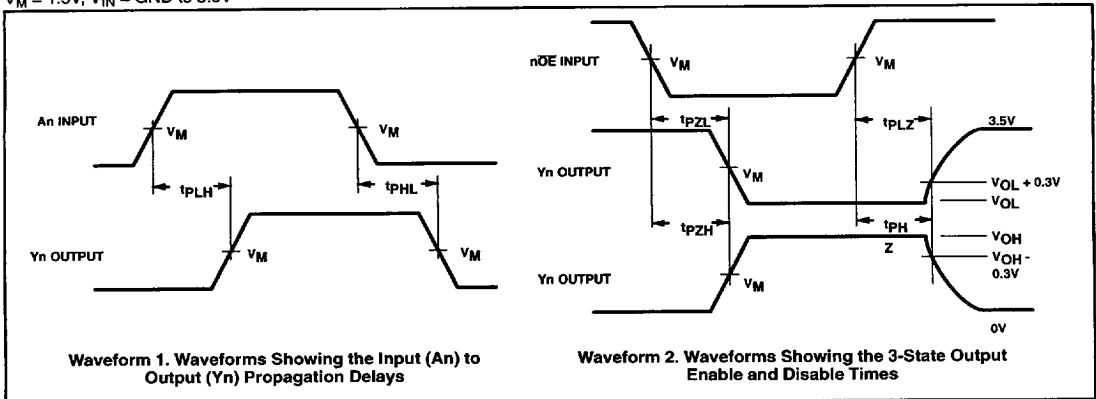 VM = 1.5V, VIN = GND to 3.0V
An INPUT
VM
VM
tPLH
tPHL
Yn OUTPUT
VM
VM
Waveform 1. Waveforms Showing the Input (An) to
Output (Yn) Propagation Delays
nOE INPUT
VM
VM
tPZL
tPLZ
3.5V
Yn OUTPUT
VM
VOL + 0.3V
VOL
tPZH
tPH
Z
VOH
VOH -
0.3V
Yn OUTPUT
VM
0V
Waveform 2. Waveforms Showing the 3-State Output
Enable and Disable Times